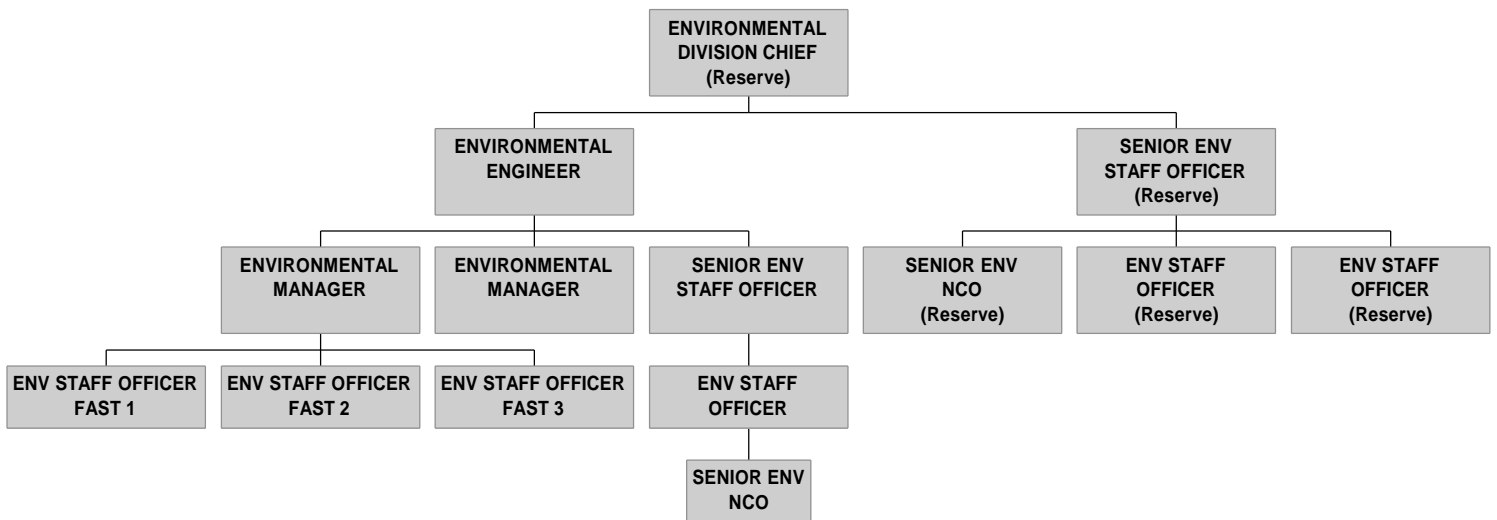 ENVIRONMENTAL
DIVISION CHIEF
(Reserve)
ENVIRONMENTAL
ENGINEER
SENIOR ENV
STAFF OFFICER
(Reserve)
ENVIRONMENTAL
MANAGER
ENVIRONMENTAL
MANAGER
SENIOR ENV
STAFF OFFICER
SENIOR ENV
NCO
(Reserve)
ENV STAFF
OFFICER
(Reserve)
ENV STAFF
OFFICER
(Reserve)
ENV STAFF OFFICER
FAST 1
ENV STAFF OFFICER
FAST 2
ENV STAFF OFFICER
FAST 3
ENV STAFF
OFFICER
SENIOR ENV
NCO